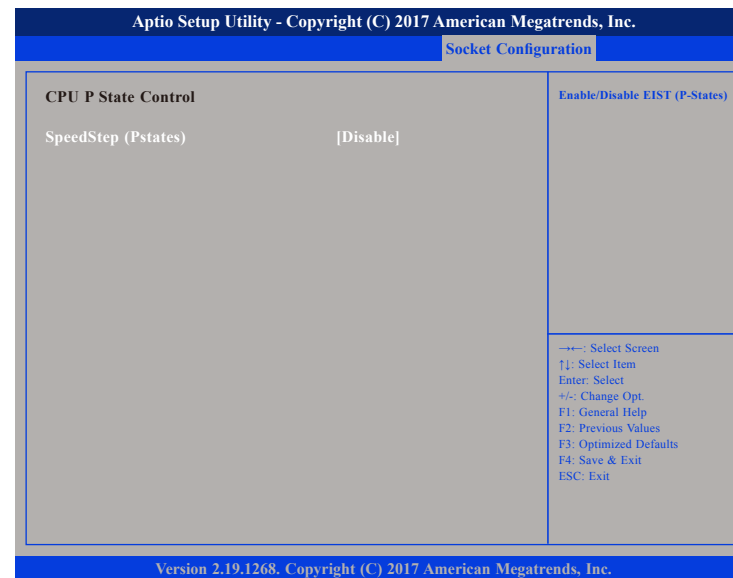 Aptio Setup Utility - Copyright (C) 2017 American Megatrends, Inc.
Socket Configuration
CPU P State Control
SpeedStep (Pstates) [Disable]
Enable/Disable EIST (P-States)
→←: Select Screen
↑↓: Select Item
Enter: Select
+/-: Change Opt.
F1: General Help
F2: Previous Values
F3: Optimized Defaults
F4: Save & Exit
ESC: Exit
Version 2.19.1268. Copyright (C) 2017 American Megatrends, Inc.